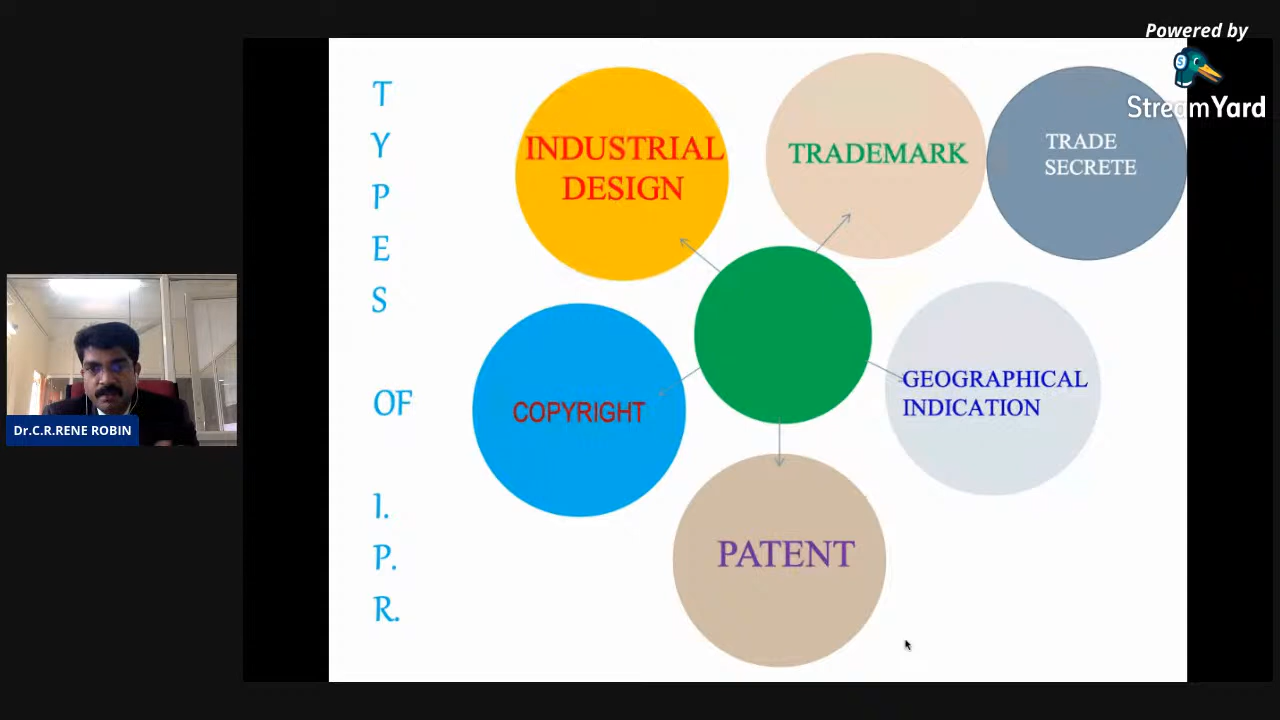 Powered by
StreamYard
T
Y
P
E
S
OF
I.
P.
R.
INDUSTRIAL
DESIGN
TRADEMARK
TRADE
SECRETE
COPYRIGHT
GEOGRAPHICAL
INDICATION
PATENT
Dr.C.R.RENE ROBIN